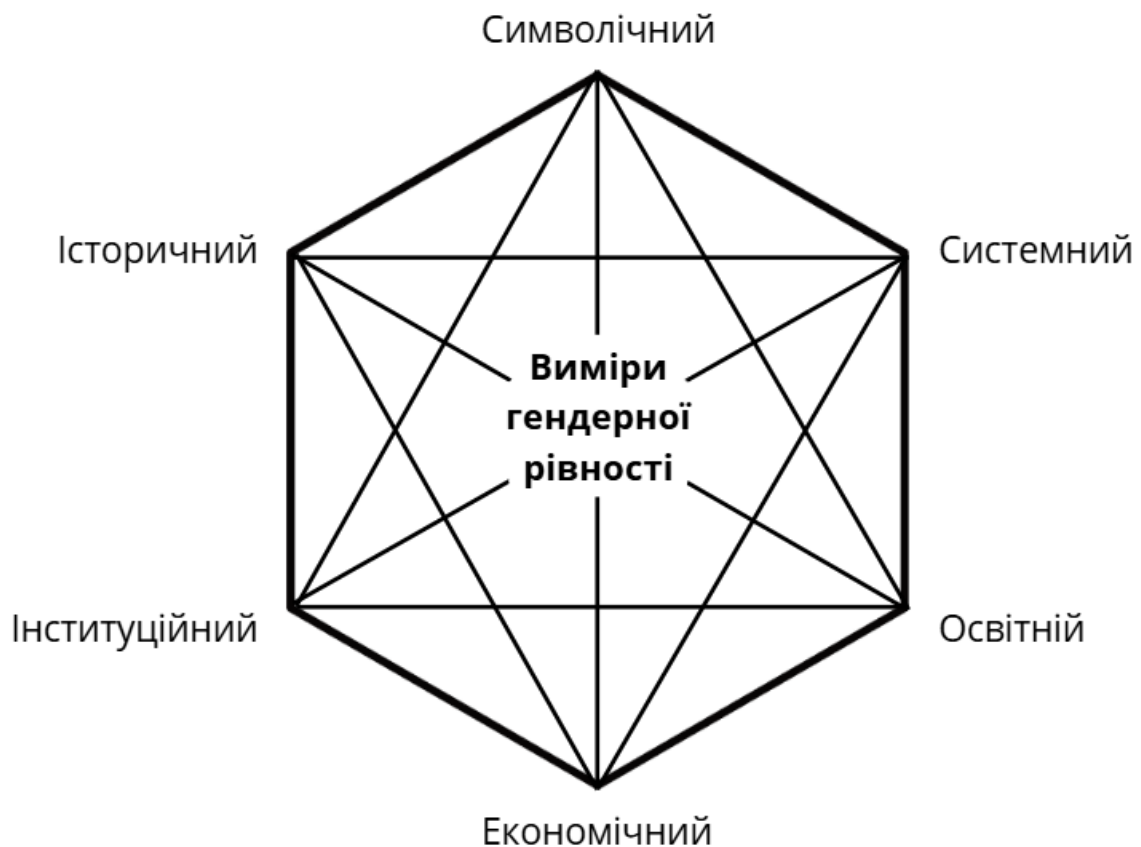 Символічний
Історичний
Системний
Виміри
гендерної
рівності
Інституційний
Освітній
Економічний